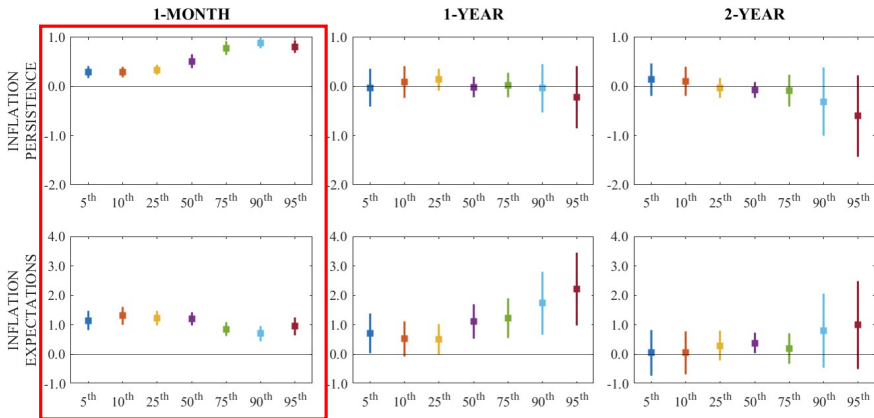 1-MONTH 1-YEAR 2-YEAR
INFLATION
PERSISTENCE
1.0 1.0 1.0
0.0 0.0 0.0
-1.0 -1.0 -1.0
-2.0 -2.0 -2.0
5th 10th 25th 50th 75th 90th 95th 5th 10th 25th 50th 75th 90th 95th 5th 10th 25th 50th 75th 90th 95th
INFLATION
EXPECTATIONS
4.0 4.0 4.0
3.0 3.0 3.0
2.0 2.0 2.0
1.0 1.0 1.0
0.0 0.0 0.0
-1.0 -1.0 -1.0
5th 10th 25th 50th 75th 90th 95th 5th 10th 25th 50th 75th 90th 95th 5th 10th 25th 50th 75th 90th 95th